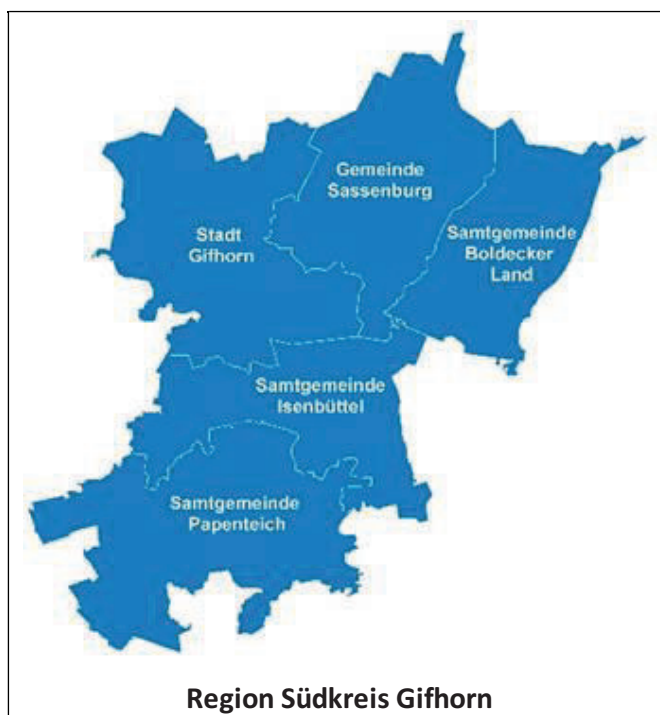 Gemeinde
Sassenburg
Stadt
Gifhorn
Samtgemeinde
Boldecker
Land
Samtgemeinde
Isenbüttel
Samtgemeinde
Papenteich
Region Südkreis Gifhorn